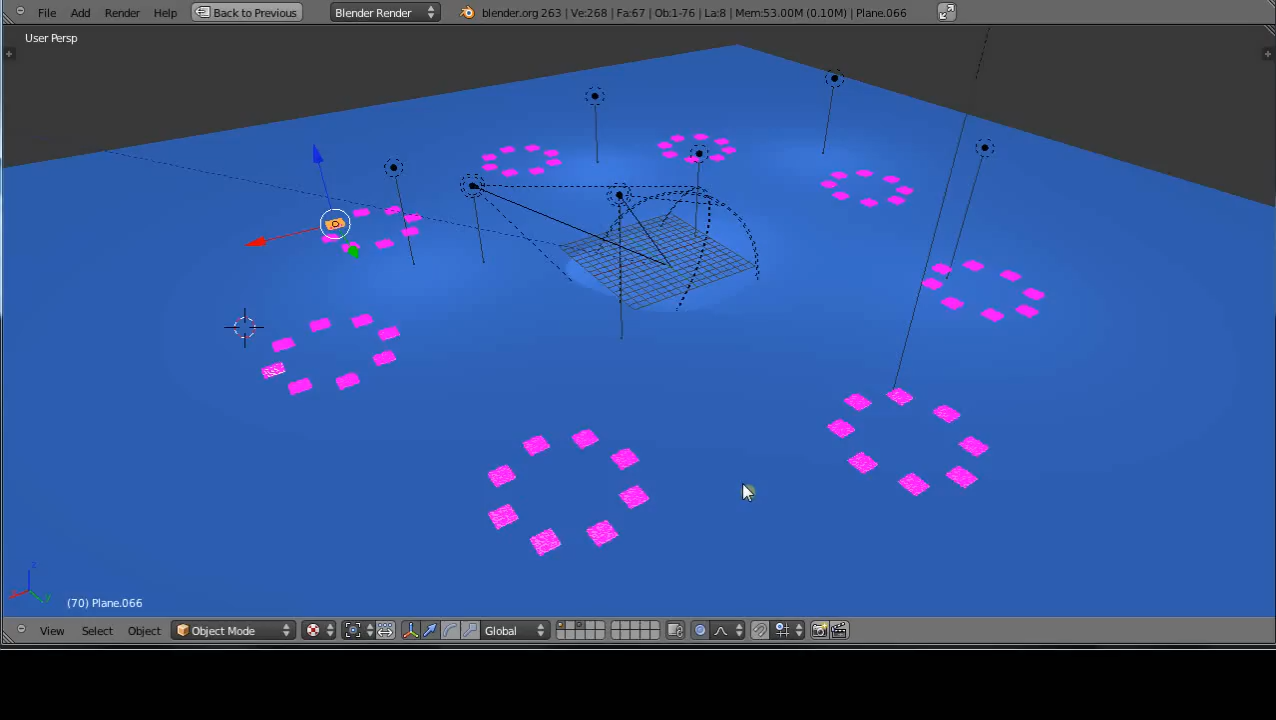 File Add Render Help Back to Previous Blender Render blender.org 263 | Ve:268 | Fa:67 | Ob:1-76 | La:8 | Mem:53.00M (0.10M) | Plane.066
User Persp
z
(70) Plane.066
View Select Object Object Mode Global